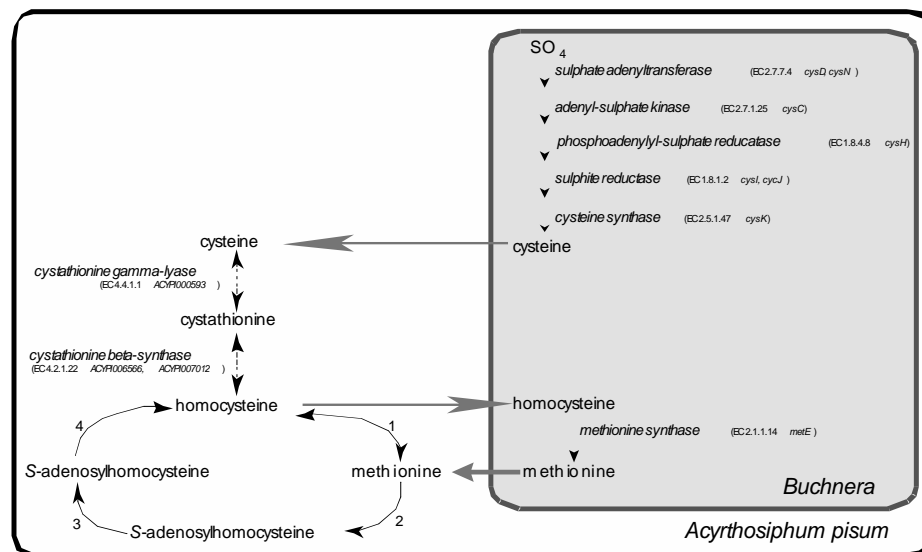 SO 4
sulphate adenyltransferase (EC2.7.7.4 cysD, cysN )
adenyl-sulphate kinase (EC2.7.1.25 cysC)
phosphoadenylyl-sulphate reducatase (EC1.8.4.8 cysH)
sulphite reductase (EC1.8.1.2 cysI, cycJ )
cysteine synthase (EC2.5.1.47 cysK)
cysteine cysteine
cystathionine gamma-lyase
(EC4.4.1.1 ACYPI000593 )
cystathionine
cystathionine beta-synthase
(EC4.2.1.22 ACYPI006566, ACYPI007012 )
homocysteine homocysteine
4 1 methionine synthase (EC2.1.1.14 metE )
S-adenosylhomocysteine methionine methionine
Buchnera
3 S-adenosylhomocysteine 2
Acyrthosiphum pisum